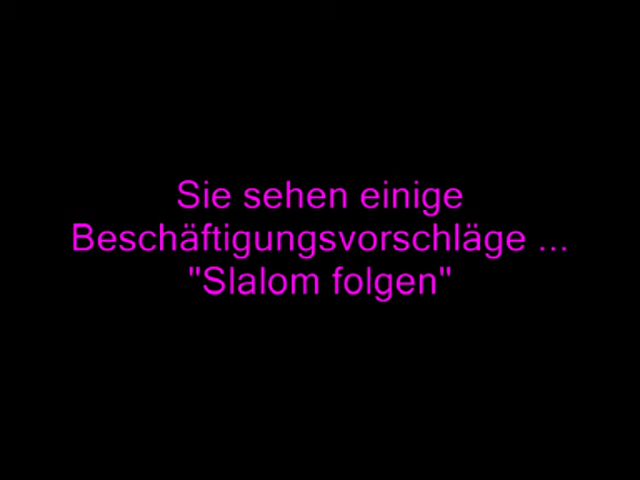 Sie sehen einige
Beschäftigungsvorschläge ...
"Slalom folgen"